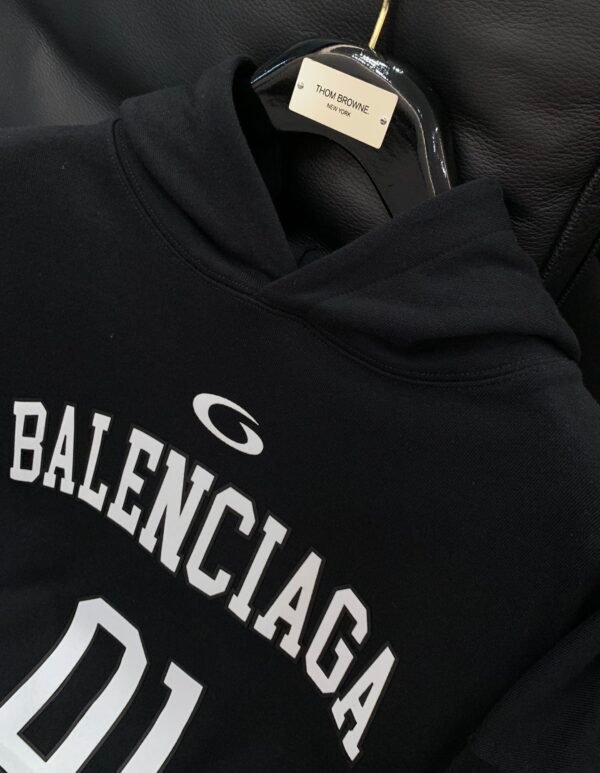 THOM BROWNE.
NEW YORK
BALENCIAGA
01